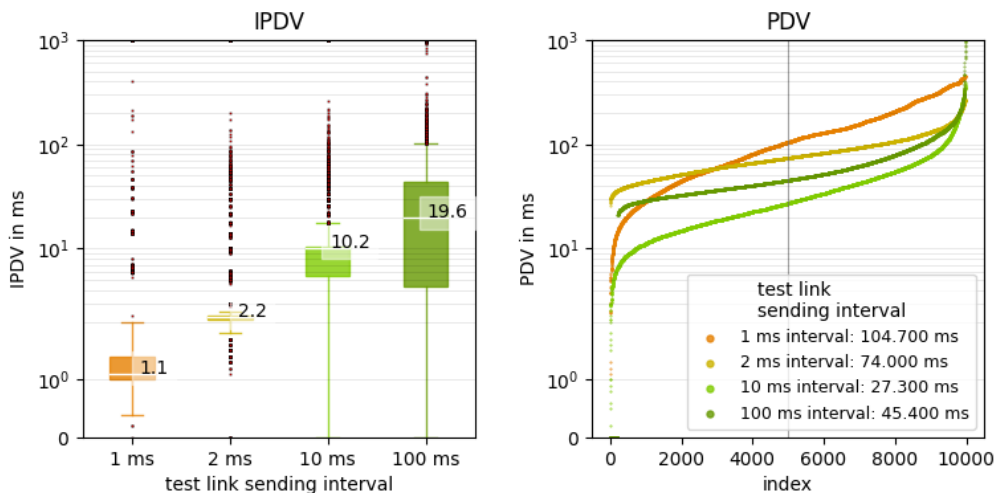 IPDV
IPDV in ms
10³
10²
10¹
10⁰
0
1.1
2.2
10.2
19.6
1 ms 2 ms 10 ms 100 ms
test link sending interval
PDV
PDV in ms
10³
10²
10¹
10⁰
0
test link
sending interval
1 ms interval: 104.700 ms
2 ms interval: 74.000 ms
10 ms interval: 27.300 ms
100 ms interval: 45.400 ms
0 2000 4000 6000 8000 10000
index